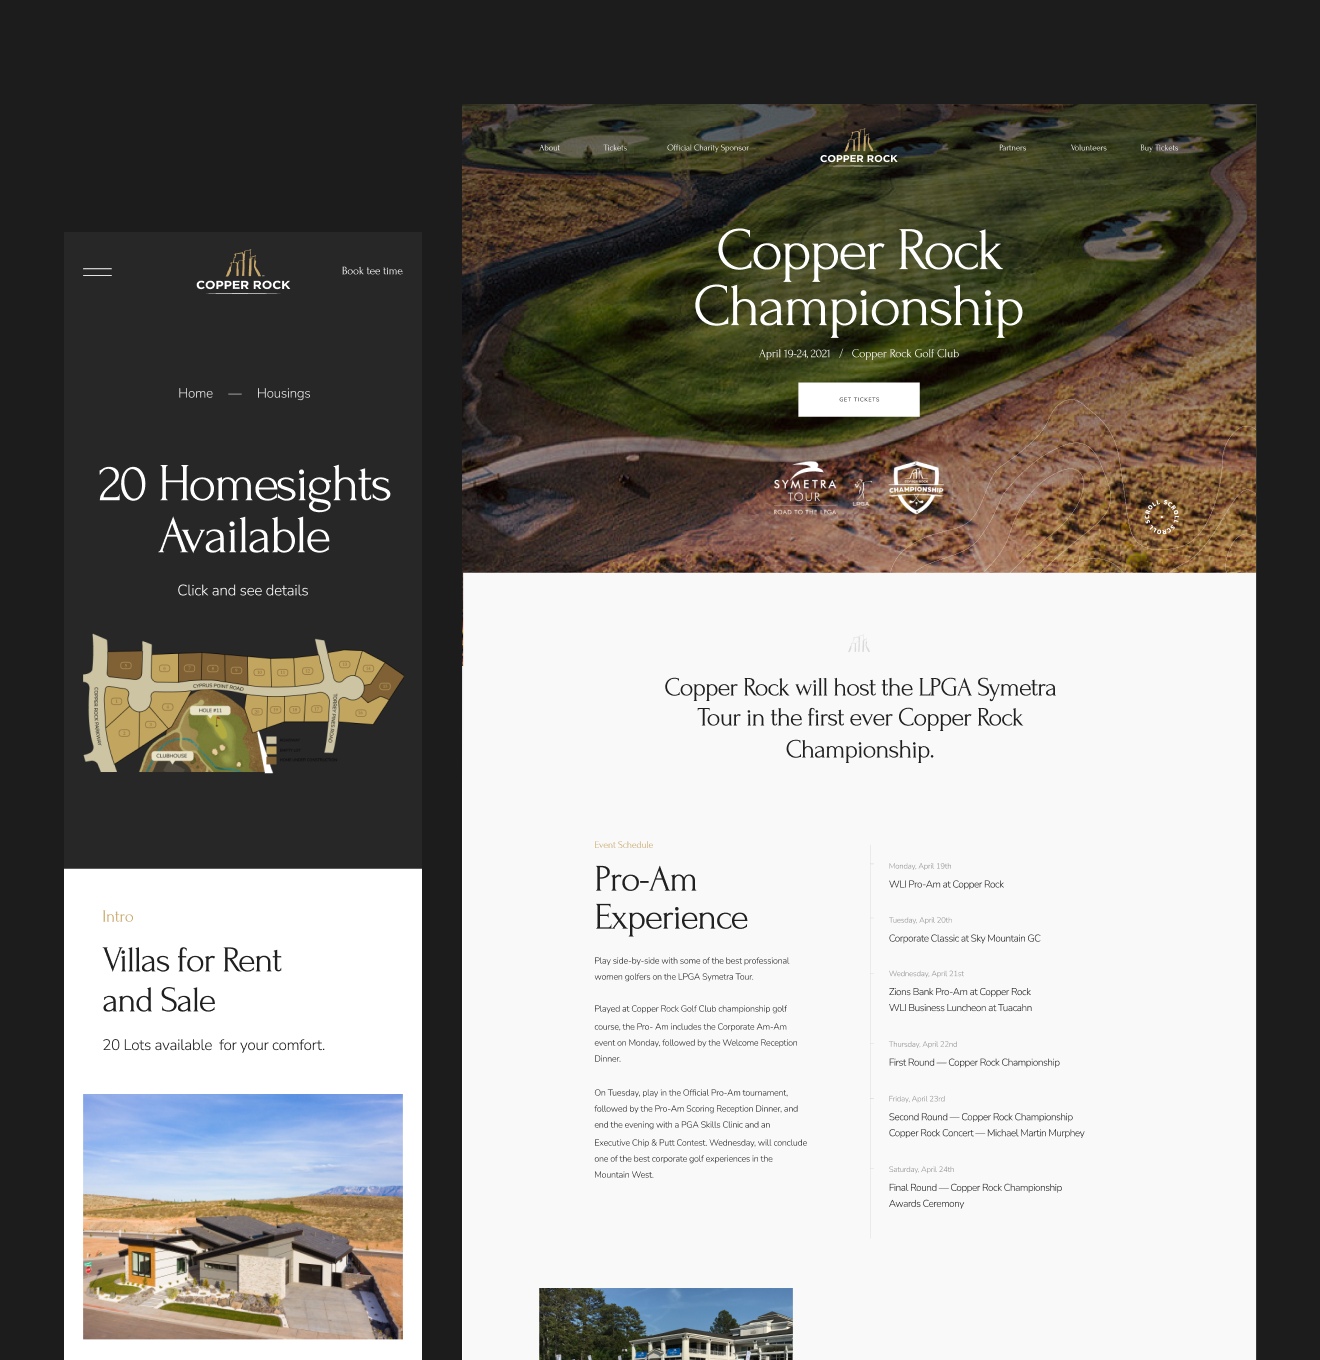 COPPER ROCK
Book tee time
Home — Housings
20 Homesights
Available
Click and see details
CYPRUS POINT ROAD
COPPER ROCK PARKWAY
TORREY PINES ROAD
HOLE #11
CLUBHOUSE
Intro
Villas for Rent
and Sale
20 Lots available for your comfort.
About Tickets Official Charity Sponsor
COPPER ROCK
Partners Volunteers Buy Tickets
Copper Rock
Championship
April 19-24, 2021 / Copper Rock Golf Club
GET TICKETS
SYMETRA
TOUR
ROAD TO THE LPGA
LPGA
CHAMPIONSHIP
SCROLL SCROLL SCROLL
Copper Rock will host the LPGA Symetra
Tour in the first ever Copper Rock
Championship.
Event Schedule
Pro-Am
Experience
Play side-by-side with some of the best professional
women golfers on the LPGA Symetra Tour.
Played at Copper Rock Golf Club championship golf
course, the Pro- Am includes the Corporate Am-Am
event on Monday, followed by the Welcome Reception
Dinner.
On Tuesday, play in the Official Pro-Am tournament,
followed by the Pro-Am Scoring Reception Dinner, and
end the evening with a PGA Skills Clinic and an
Executive Chip & Putt Contest. Wednesday, will conclude
one of the best corporate golf experiences in the
Mountain West.
Monday, April 19th
WLI Pro-Am at Copper Rock
Tuesday, April 20th
Corporate Classic at Sky Mountain GC
Wednesday, April 21st
Zions Bank Pro-Am at Copper Rock
WLI Business Luncheon at Tuacahn
Thursday, April 22nd
First Round — Copper Rock Championship
Friday, April 23rd
Second Round — Copper Rock Championship
Copper Rock Concert — Michael Martin Murphey
Saturday, April 24th
Final Round — Copper Rock Championship
Awards Ceremony